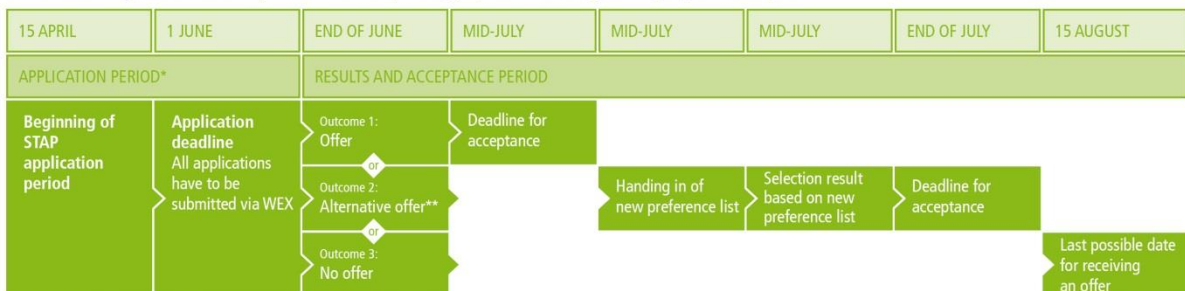 15 APRIL
1 JUNE
END OF JUNE
MID-JULY
MID-JULY
MID-JULY
END OF JULY
15 AUGUST
APPLICATION PERIOD*
RESULTS AND ACCEPTANCE PERIOD
Beginning of
STAP
application
period
Application
deadline
All applications
have to be
submitted via WEX
Outcome 1:
Offer
or
Outcome 2:
Alternative offer**
or
Outcome 3:
No offer
Deadline for
acceptance
Handing in of
new preference list
Selection result
based on new
preference list
Deadline for
acceptance
Last possible date
for receiving
an offer